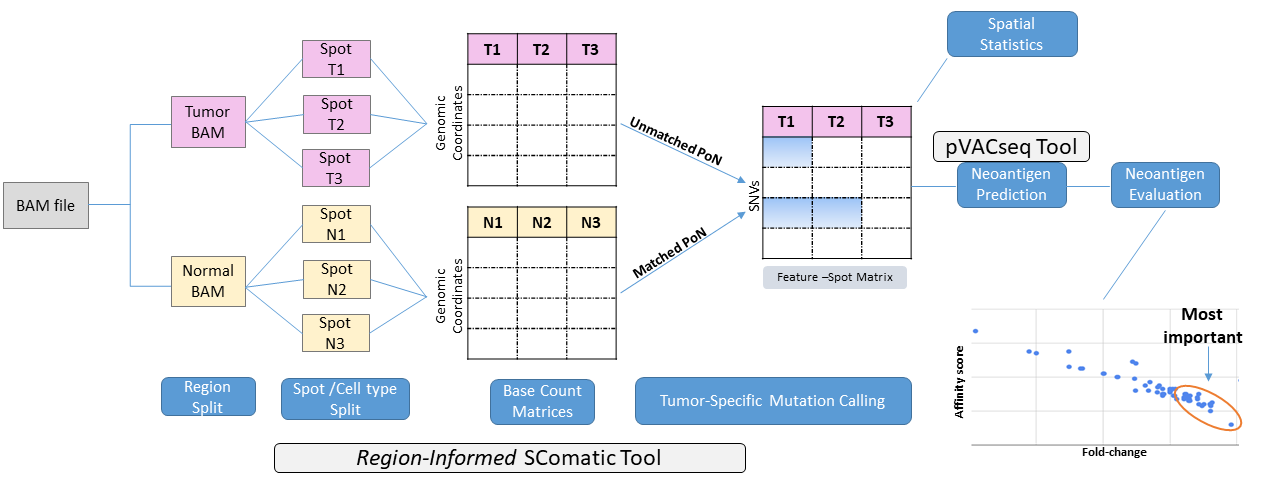 BAM file
Tumor
BAM
Normal
BAM
Spot
T1
Spot
T2
Spot
T3
Spot
N1
Spot
N2
Spot
N3
Genomic
Coordinates
T1 T2 T3
Genomic
Coordinates
N1 N2 N3
Unmatched PoN
Matched PoN
SNVs
T1 T2 T3
Feature –Spot Matrix
Spatial
Statistics
pVACseq Tool
Neoantigen
Prediction
Neoantigen
Evaluation
Most
important
Affinity score
Fold-change
Region
Split
Spot /Cell type
Split
Base Count
Matrices
Tumor-Specific Mutation Calling
Region-Informed SComatic Tool